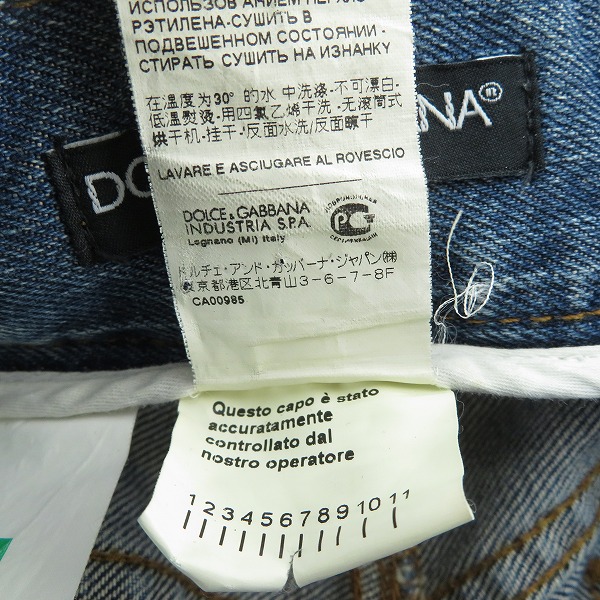 ИСПОЛЬЗОВ
РЭТИЛЕНА-СУШИТЬ В
ПОДВЕШЕННОМ СОСТОЯНИИ -
СТИРАТЬ СУШИТЬ НА ИЗНАНКУ
在温度为30° 的水 中洗涤-不可漂白-
低温熨烫-用四氯乙烯干洗-无滚筒式
烘干机-挂干-反面水洗/反面晾干
LAVARE E ASCIUGARE AL ROVESCIO
DOLCE & GABBANA
INDUSTRIA S.P.A.
Legnano (MI) Italy
ドルチェ・アンド・ガッバーナ・ジャパン(株)
東京都港区北青山3-6-7-8F
CA00985
DO
NA®
Questo capo è stato
accuratamente
controllato dal
nostro operatore
1 2 3 4 5 6 7 8 9 10 11